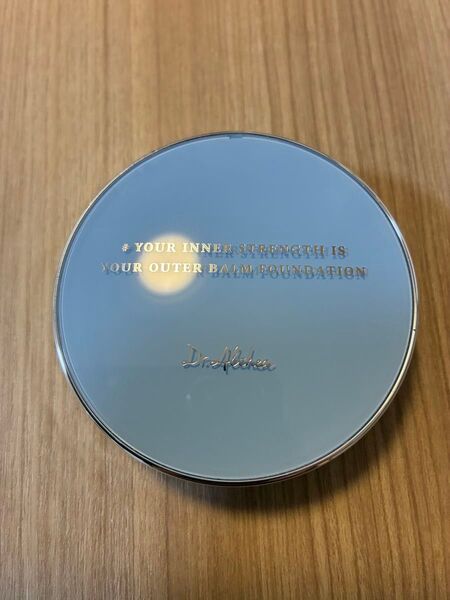 # YOUR INNER STRENGTH IS
YOUR OUTER BALM FOUNDATION
Dr.Althea